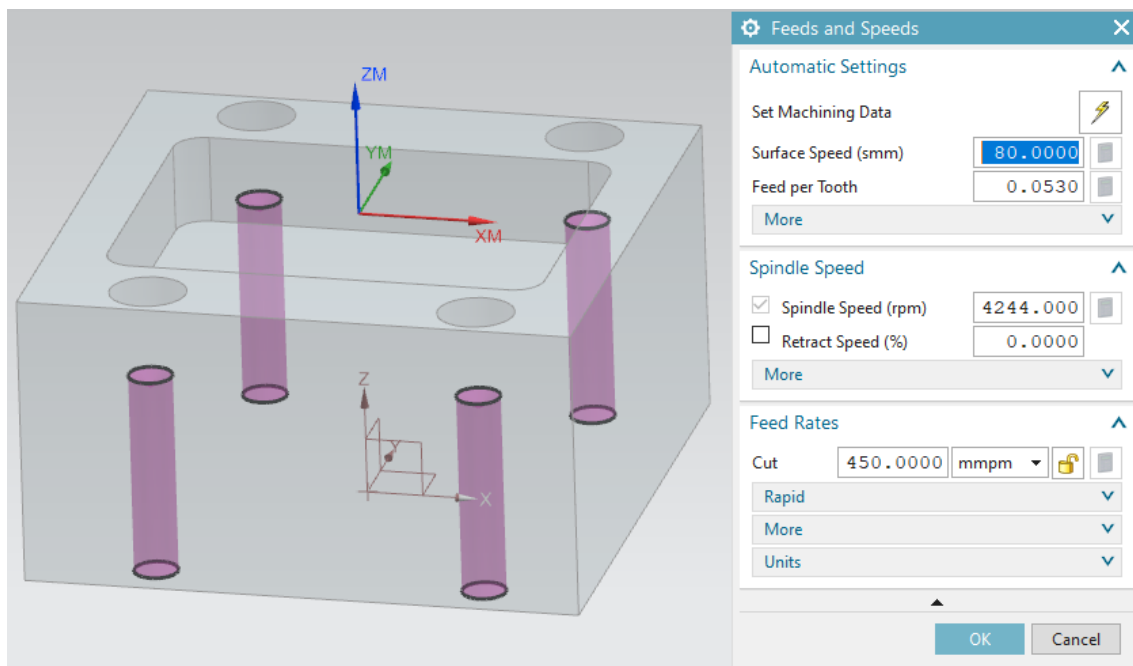 Feeds and Speeds
Automatic Settings
Set Machining Data
Surface Speed (smm) 80.0000
Feed per Tooth 0.0530
More
Spindle Speed
Spindle Speed (rpm) 4244.000
Retract Speed (%) 0.0000
More
Feed Rates
Cut 450.0000 mmpm
Rapid
More
Units
OK Cancel
ZM
YM
XM
Z
Y
X